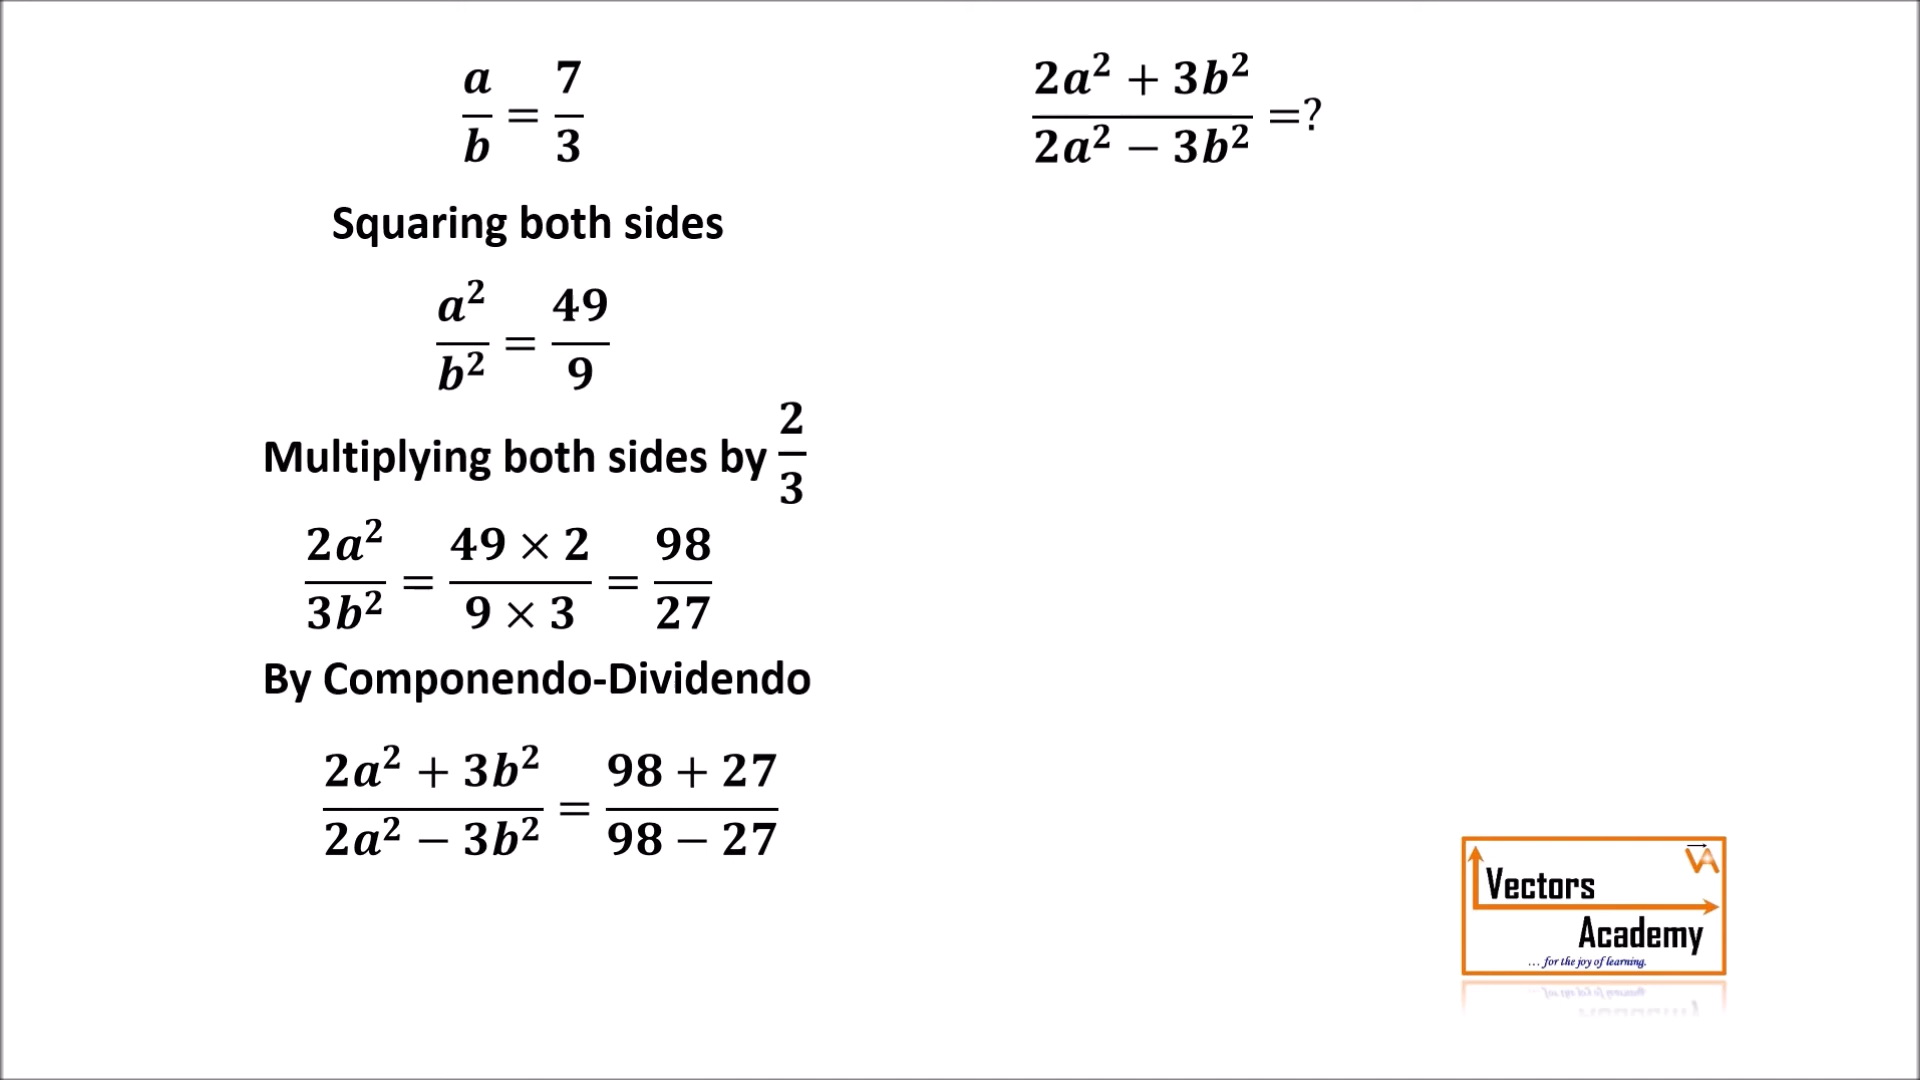 a/b = 7/3
2a² + 3b² / 2a² − 3b² =?
Squaring both sides
a²/b² = 49/9
Multiplying both sides by 2/3
2a²/3b² = 49 × 2 / 9 × 3 = 98/27
By Componendo-Dividendo
2a² + 3b² / 2a² − 3b² = 98 + 27 / 98 − 27
VA
Vectors
Academy
... for the joy of learning.